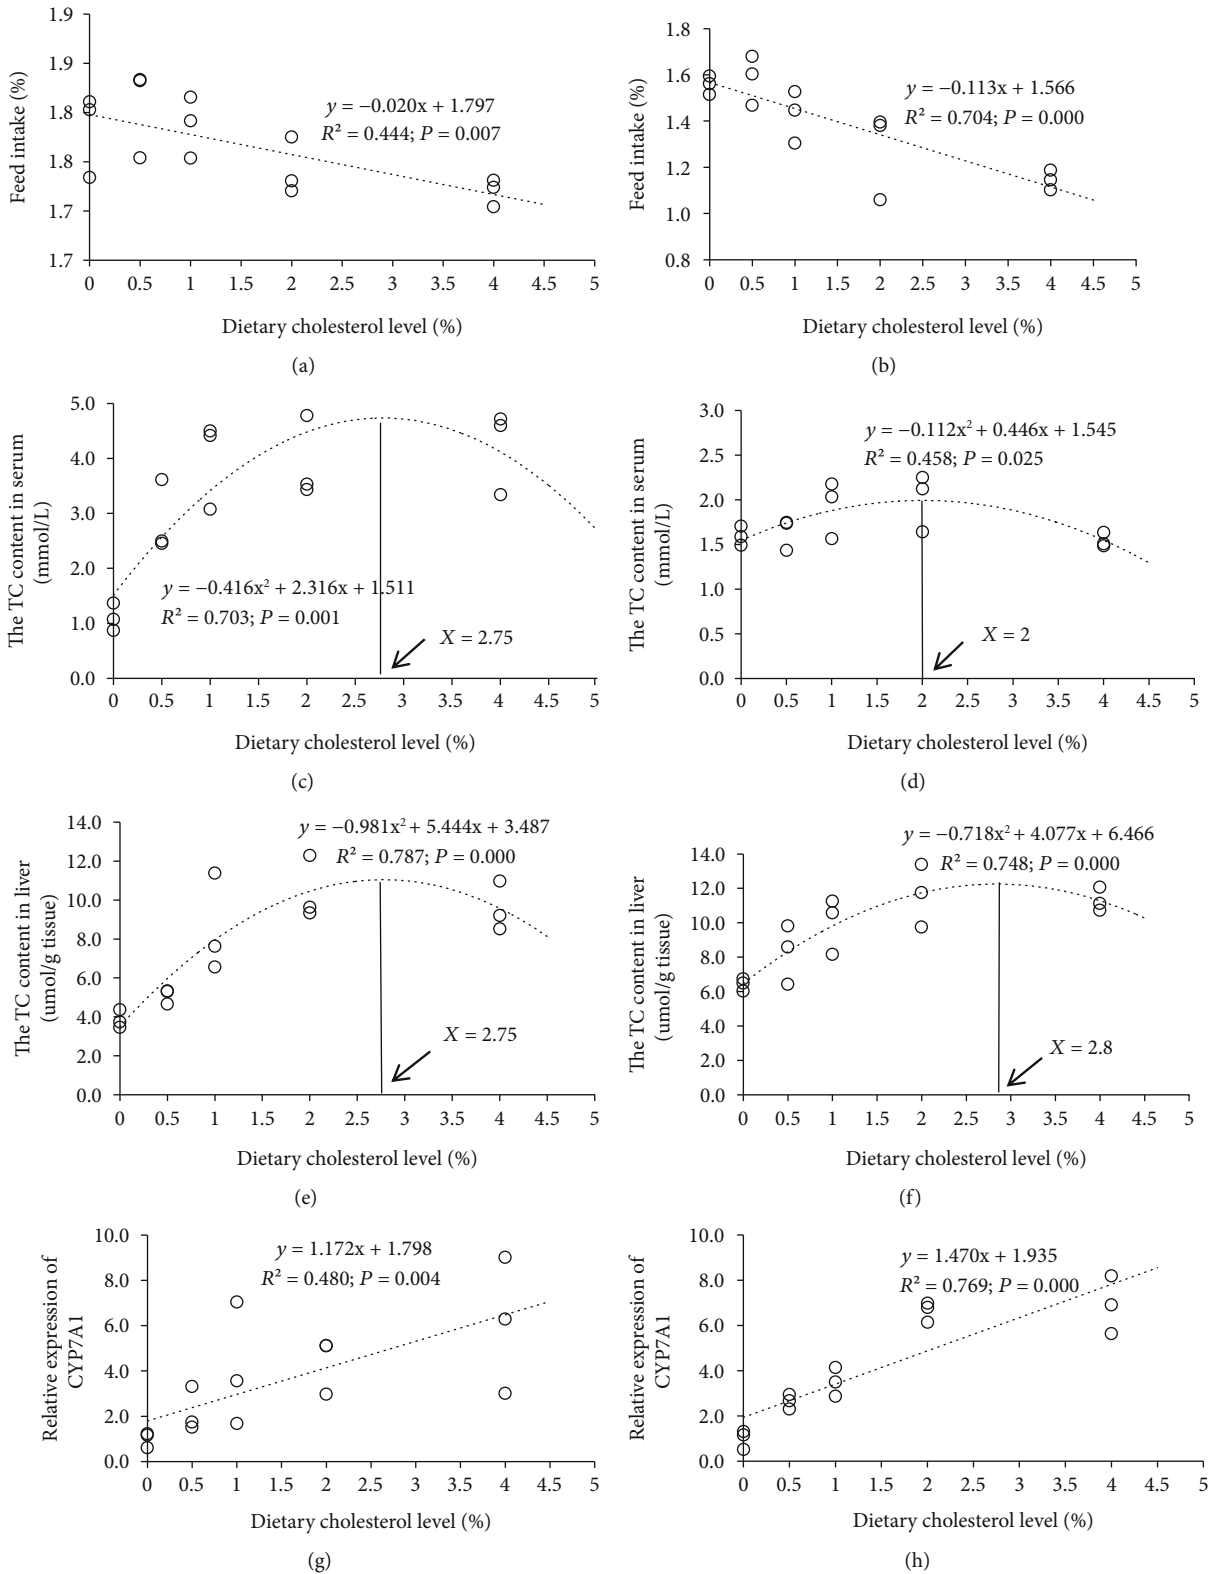 1.9
1.9
1.8
1.8
1.7
1.7
Feed intake (%)
y = −0.020x + 1.797
R² = 0.444; P = 0.007
0 0.5 1 1.5 2 2.5 3 3.5 4 4.5 5
Dietary cholesterol level (%)
(a)
1.8
1.6
1.4
1.2
1.0
0.8
Feed intake (%)
y = −0.113x + 1.566
R² = 0.704; P = 0.000
0 0.5 1 1.5 2 2.5 3 3.5 4 4.5 5
Dietary cholesterol level (%)
(b)
5.0
4.0
3.0
2.0
1.0
0.0
The TC content in serum
(mmol/L)
y = −0.416x² + 2.316x + 1.511
R² = 0.703; P = 0.001
X = 2.75
0 0.5 1 1.5 2 2.5 3 3.5 4 4.5 5
Dietary cholesterol level (%)
(c)
3.0
2.5
2.0
1.5
1.0
0.5
0.0
The TC content in serum
(mmol/L)
y = −0.112x² + 0.446x + 1.545
R² = 0.458; P = 0.025
X = 2
0 0.5 1 1.5 2 2.5 3 3.5 4 4.5 5
Dietary cholesterol level (%)
(d)
14.0
12.0
10.0
8.0
6.0
4.0
2.0
0.0
The TC content in liver
(umol/g tissue)
y = −0.981x² + 5.444x + 3.487
R² = 0.787; P = 0.000
X = 2.75
0 0.5 1 1.5 2 2.5 3 3.5 4 4.5 5
Dietary cholesterol level (%)
(e)
14.0
12.0
10.0
8.0
6.0
4.0
2.0
0.0
The TC content in liver
(umol/g tissue)
y = −0.718x² + 4.077x + 6.466
R² = 0.748; P = 0.000
X = 2.8
0 0.5 1 1.5 2 2.5 3 3.5 4 4.5 5
Dietary cholesterol level (%)
(f)
10.0
8.0
6.0
4.0
2.0
0.0
Relative expression of
CYP7A1
y = 1.172x + 1.798
R² = 0.480; P = 0.004
0 0.5 1 1.5 2 2.5 3 3.5 4 4.5 5
Dietary cholesterol level (%)
(g)
10.0
8.0
6.0
4.0
2.0
0.0
Relative expression of
CYP7A1
y = 1.470x + 1.935
R² = 0.769; P = 0.000
0 0.5 1 1.5 2 2.5 3 3.5 4 4.5 5
Dietary cholesterol level (%)
(h)